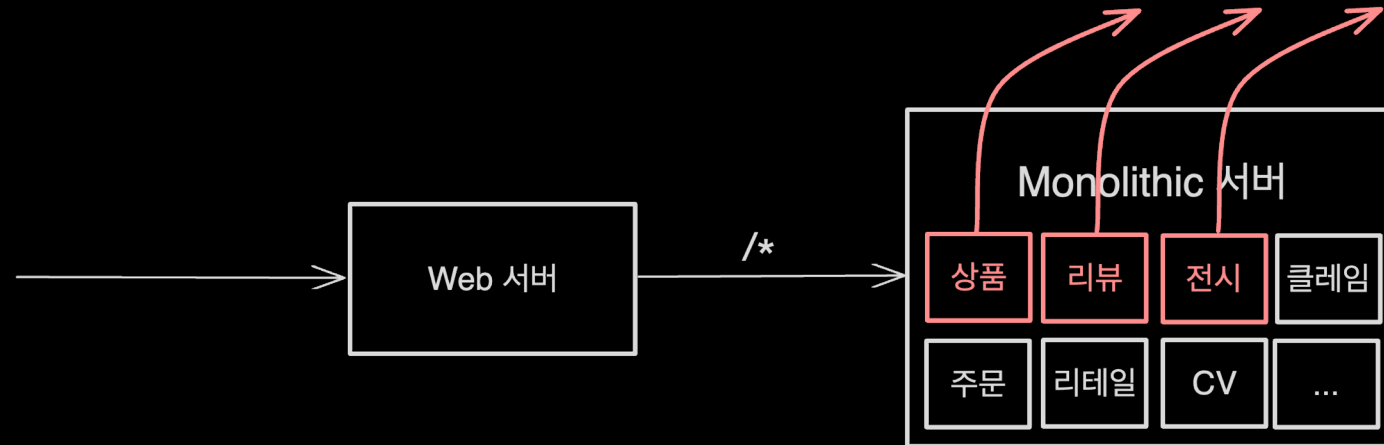 Monolithic 서버
/*
Web 서버
상품
리뷰
전시
클레임
주문
리테일
CV
...